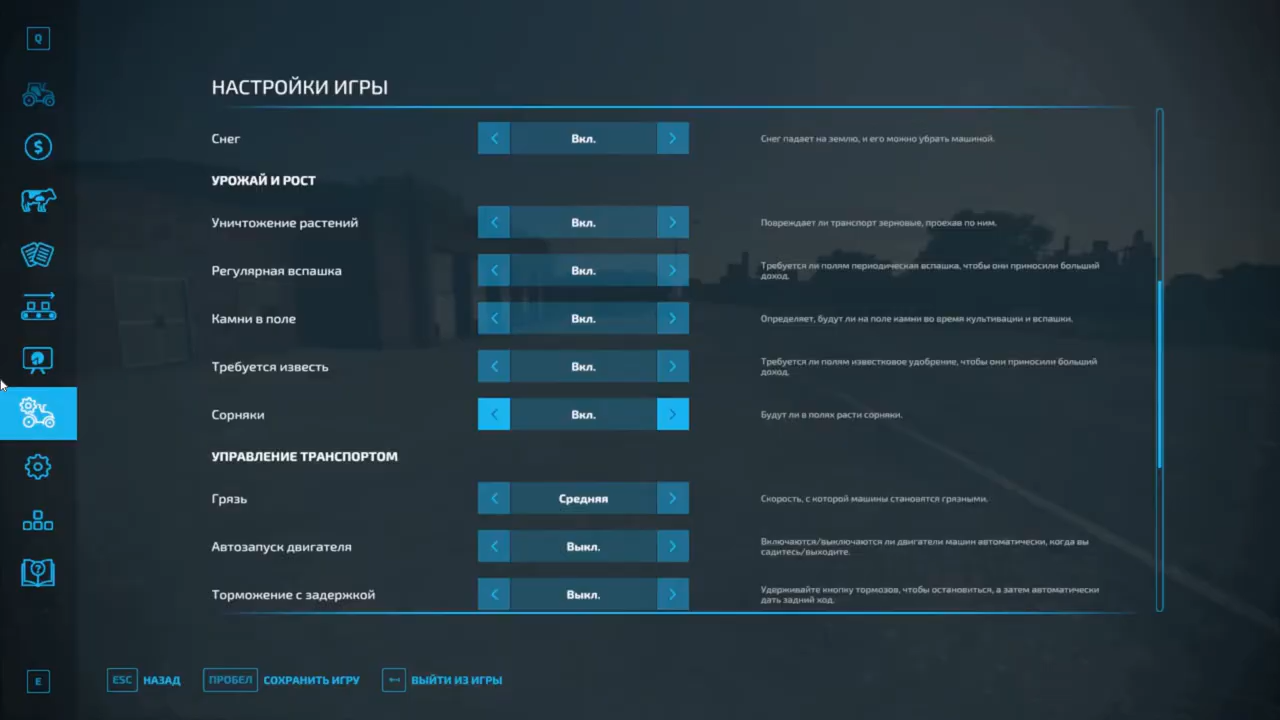 Q
НАСТРОЙКИ ИГРЫ
Снег Вкл. Снег падает на землю, и его можно убрать машиной.
УРОЖАЙ И РОСТ
Уничтожение растений Вкл. Повреждает ли транспорт зерновые, проехав по ним.
Регулярная вспашка Вкл. Требуется ли полям периодическая вспашка, чтобы они приносили больший
доход.
Камни в поле Вкл. Определяет, будут ли на поле камни во время культивации и вспашки.
Требуется известь Вкл. Требуется ли полям известковое удобрение, чтобы они приносили больший
доход.
Сорняки Вкл. Будут ли в полях расти сорняки.
УПРАВЛЕНИЕ ТРАНСПОРТОМ
Грязь Средняя Скорость, с которой машины становятся грязными.
Автозапуск двигателя Выкл. Включаются/выключаются ли двигатели машин автоматически, когда вы
садитесь/выходите.
Торможение с задержкой Выкл. Удерживайте кнопку тормозов, чтобы остановиться, а затем автоматически
дать задний ход.
E ESC НАЗАД ПРОБЕЛ СОХРАНИТЬ ИГРУ ВЫЙТИ ИЗ ИГРЫ